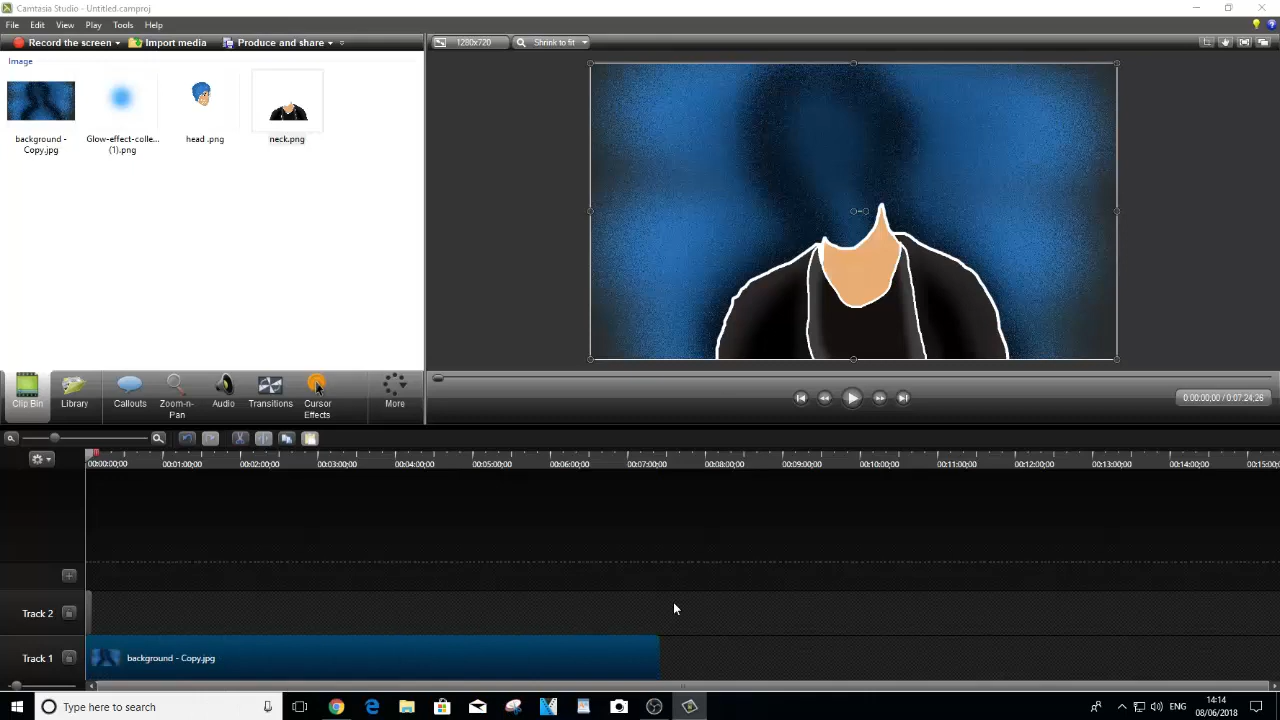 Camtasia Studio - Untitled.camproj
File Edit View Play Tools Help
Record the screen Import media Produce and share
1280x720 Shrink to fit
Image
background - Copy.jpg
Glow-effect-colle... (1).png
head .png
neck.png
Clip Bin Library Callouts Zoom-n-Pan Audio Transitions Cursor Effects More
0:00:00;00 / 0:07:24;26
00:00:00;00 00:01:00;00 00:02:00;00 00:03:00;00 00:04:00;00 00:05:00;00 00:06:00;00 00:07:00;00 00:08:00;00 00:09:00;00 00:10:00;00 00:11:00;00 00:12:00;00 00:13:00;00 00:14:00;00 00:15:00
Track 2
Track 1 background - Copy.jpg
Type here to search
ENG
14:14
08/06/2018